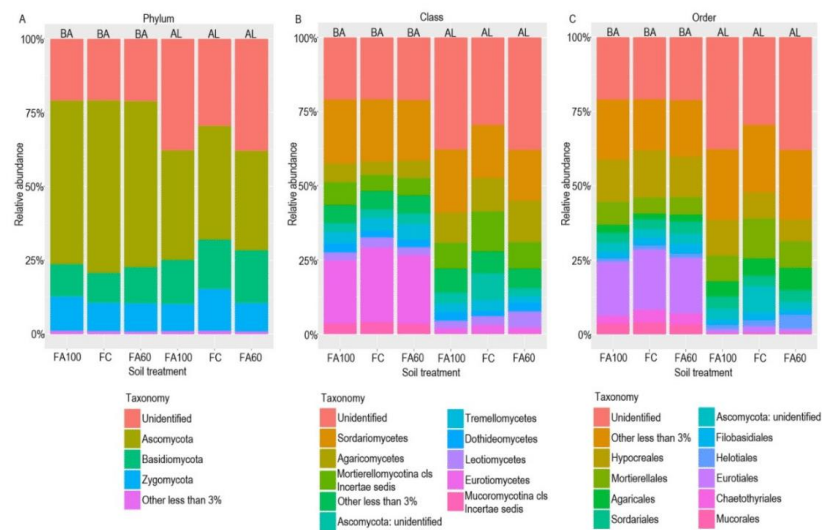 A
Phylum
BA BA BA AL AL AL
100%
75%
50%
25%
0%
Relative abundance
FA100 FC FA60 FA100 FC FA60
Soil treatment
Taxonomy
Unidentified
Ascomycota
Basidiomycota
Zygomycota
Other less than 3%
B
Class
BA BA BA AL AL AL
100%
75%
50%
25%
0%
Relative abundance
FA100 FC FA60 FA100 FC FA60
Soil treatment
Taxonomy
Unidentified
Sordariomycetes
Agaricomycetes
Mortierellomycotina cls
Incertae sedis
Other less than 3%
Ascomycota: unidentified
Tremellomycetes
Dothideomycetes
Leotiomycetes
Eurotiomycetes
Mucoromycotina cls
Incertae sedis
C
Order
BA BA BA AL AL AL
100%
75%
50%
25%
0%
Relative abundance
FA100 FC FA60 FA100 FC FA60
Soil treatment
Taxonomy
Unidentified
Other less than 3%
Hypocreales
Mortierellales
Agaricales
Sordariales
Ascomycota: unidentified
Filobasidiales
Helotiales
Eurotiales
Chaetothyriales
Mucorales